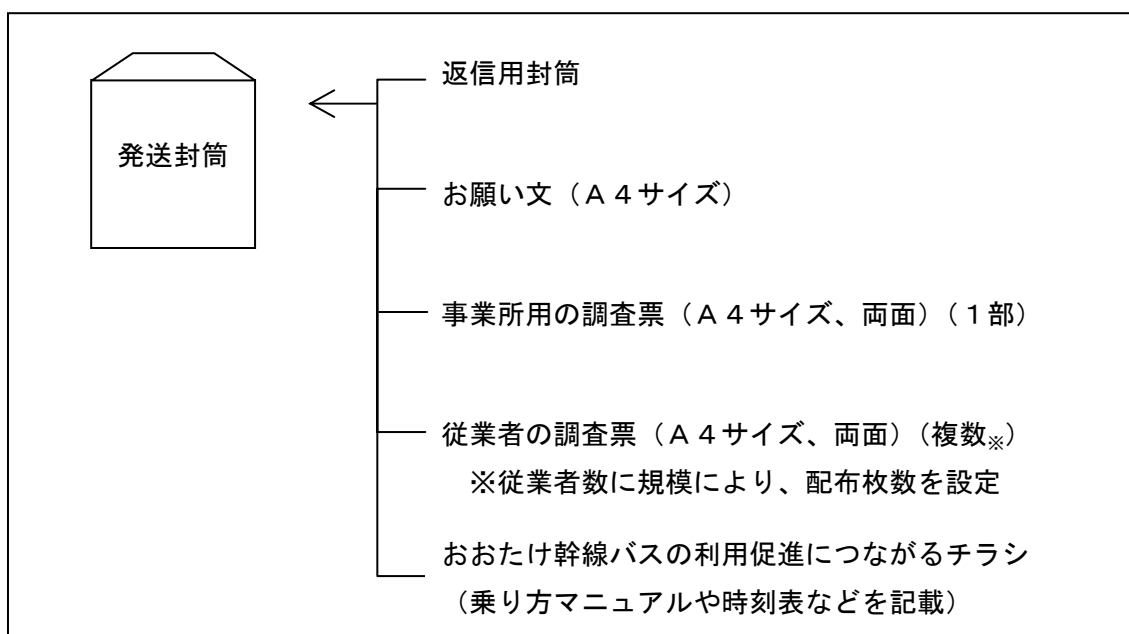 発送封筒
返信用封筒
お願い文（Ａ４サイズ）
事業所用の調査票（Ａ４サイズ、両面）（１部）
従業者の調査票（Ａ４サイズ、両面）（複数※）
※従業者数に規模により、配布枚数を設定
おおたけ幹線バスの利用促進につながるチラシ
（乗り方マニュアルや時刻表などを記載）